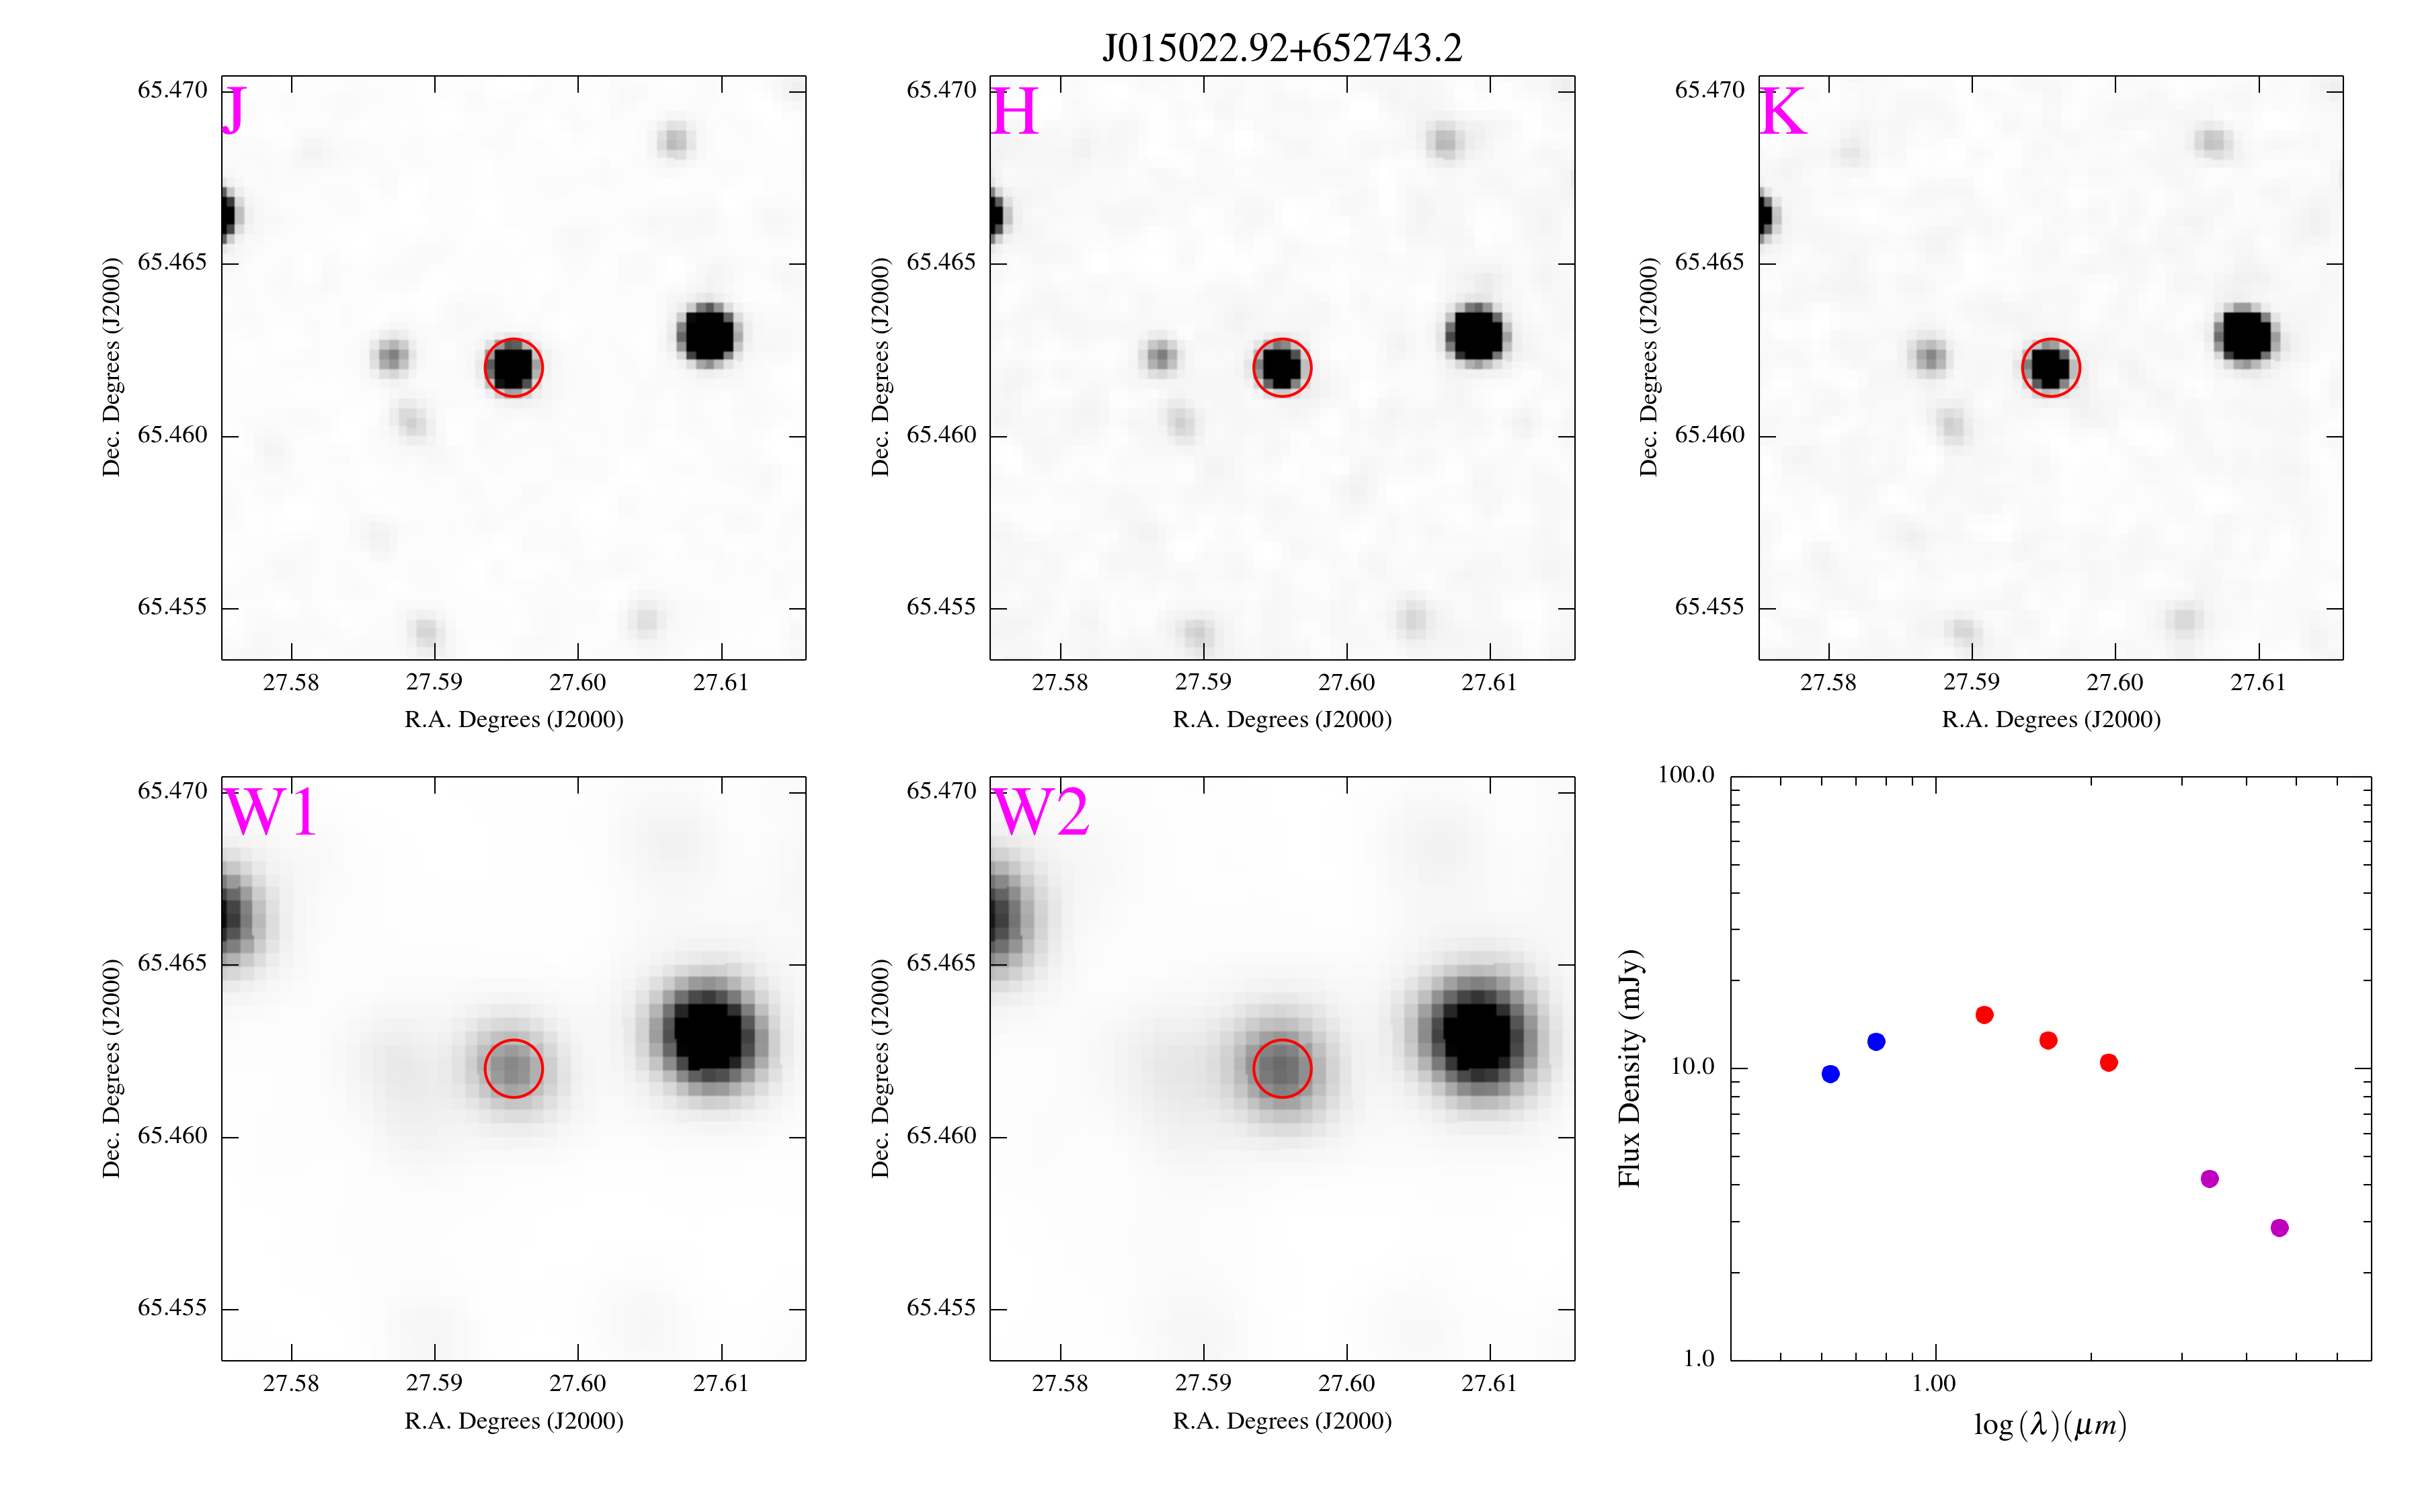 J015022.92+652743.2
J
65.470
65.465
65.460
65.455
Dec. Degrees (J2000)
27.58 27.59 27.60 27.61
R.A. Degrees (J2000)
H
65.470
65.465
65.460
65.455
Dec. Degrees (J2000)
27.58 27.59 27.60 27.61
R.A. Degrees (J2000)
K
65.470
65.465
65.460
65.455
Dec. Degrees (J2000)
27.58 27.59 27.60 27.61
R.A. Degrees (J2000)
W1
65.470
65.465
65.460
65.455
Dec. Degrees (J2000)
27.58 27.59 27.60 27.61
R.A. Degrees (J2000)
W2
65.470
65.465
65.460
65.455
Dec. Degrees (J2000)
27.58 27.59 27.60 27.61
R.A. Degrees (J2000)
100.0
10.0
1.0
Flux Density (mJy)
1.00
log(λ)(μm)